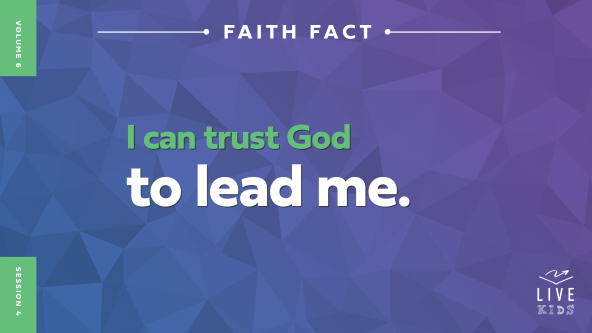 VOLUME 6
FAITH FACT
I can trust God
to lead me.
SESSION 4
LIVE
KIDS